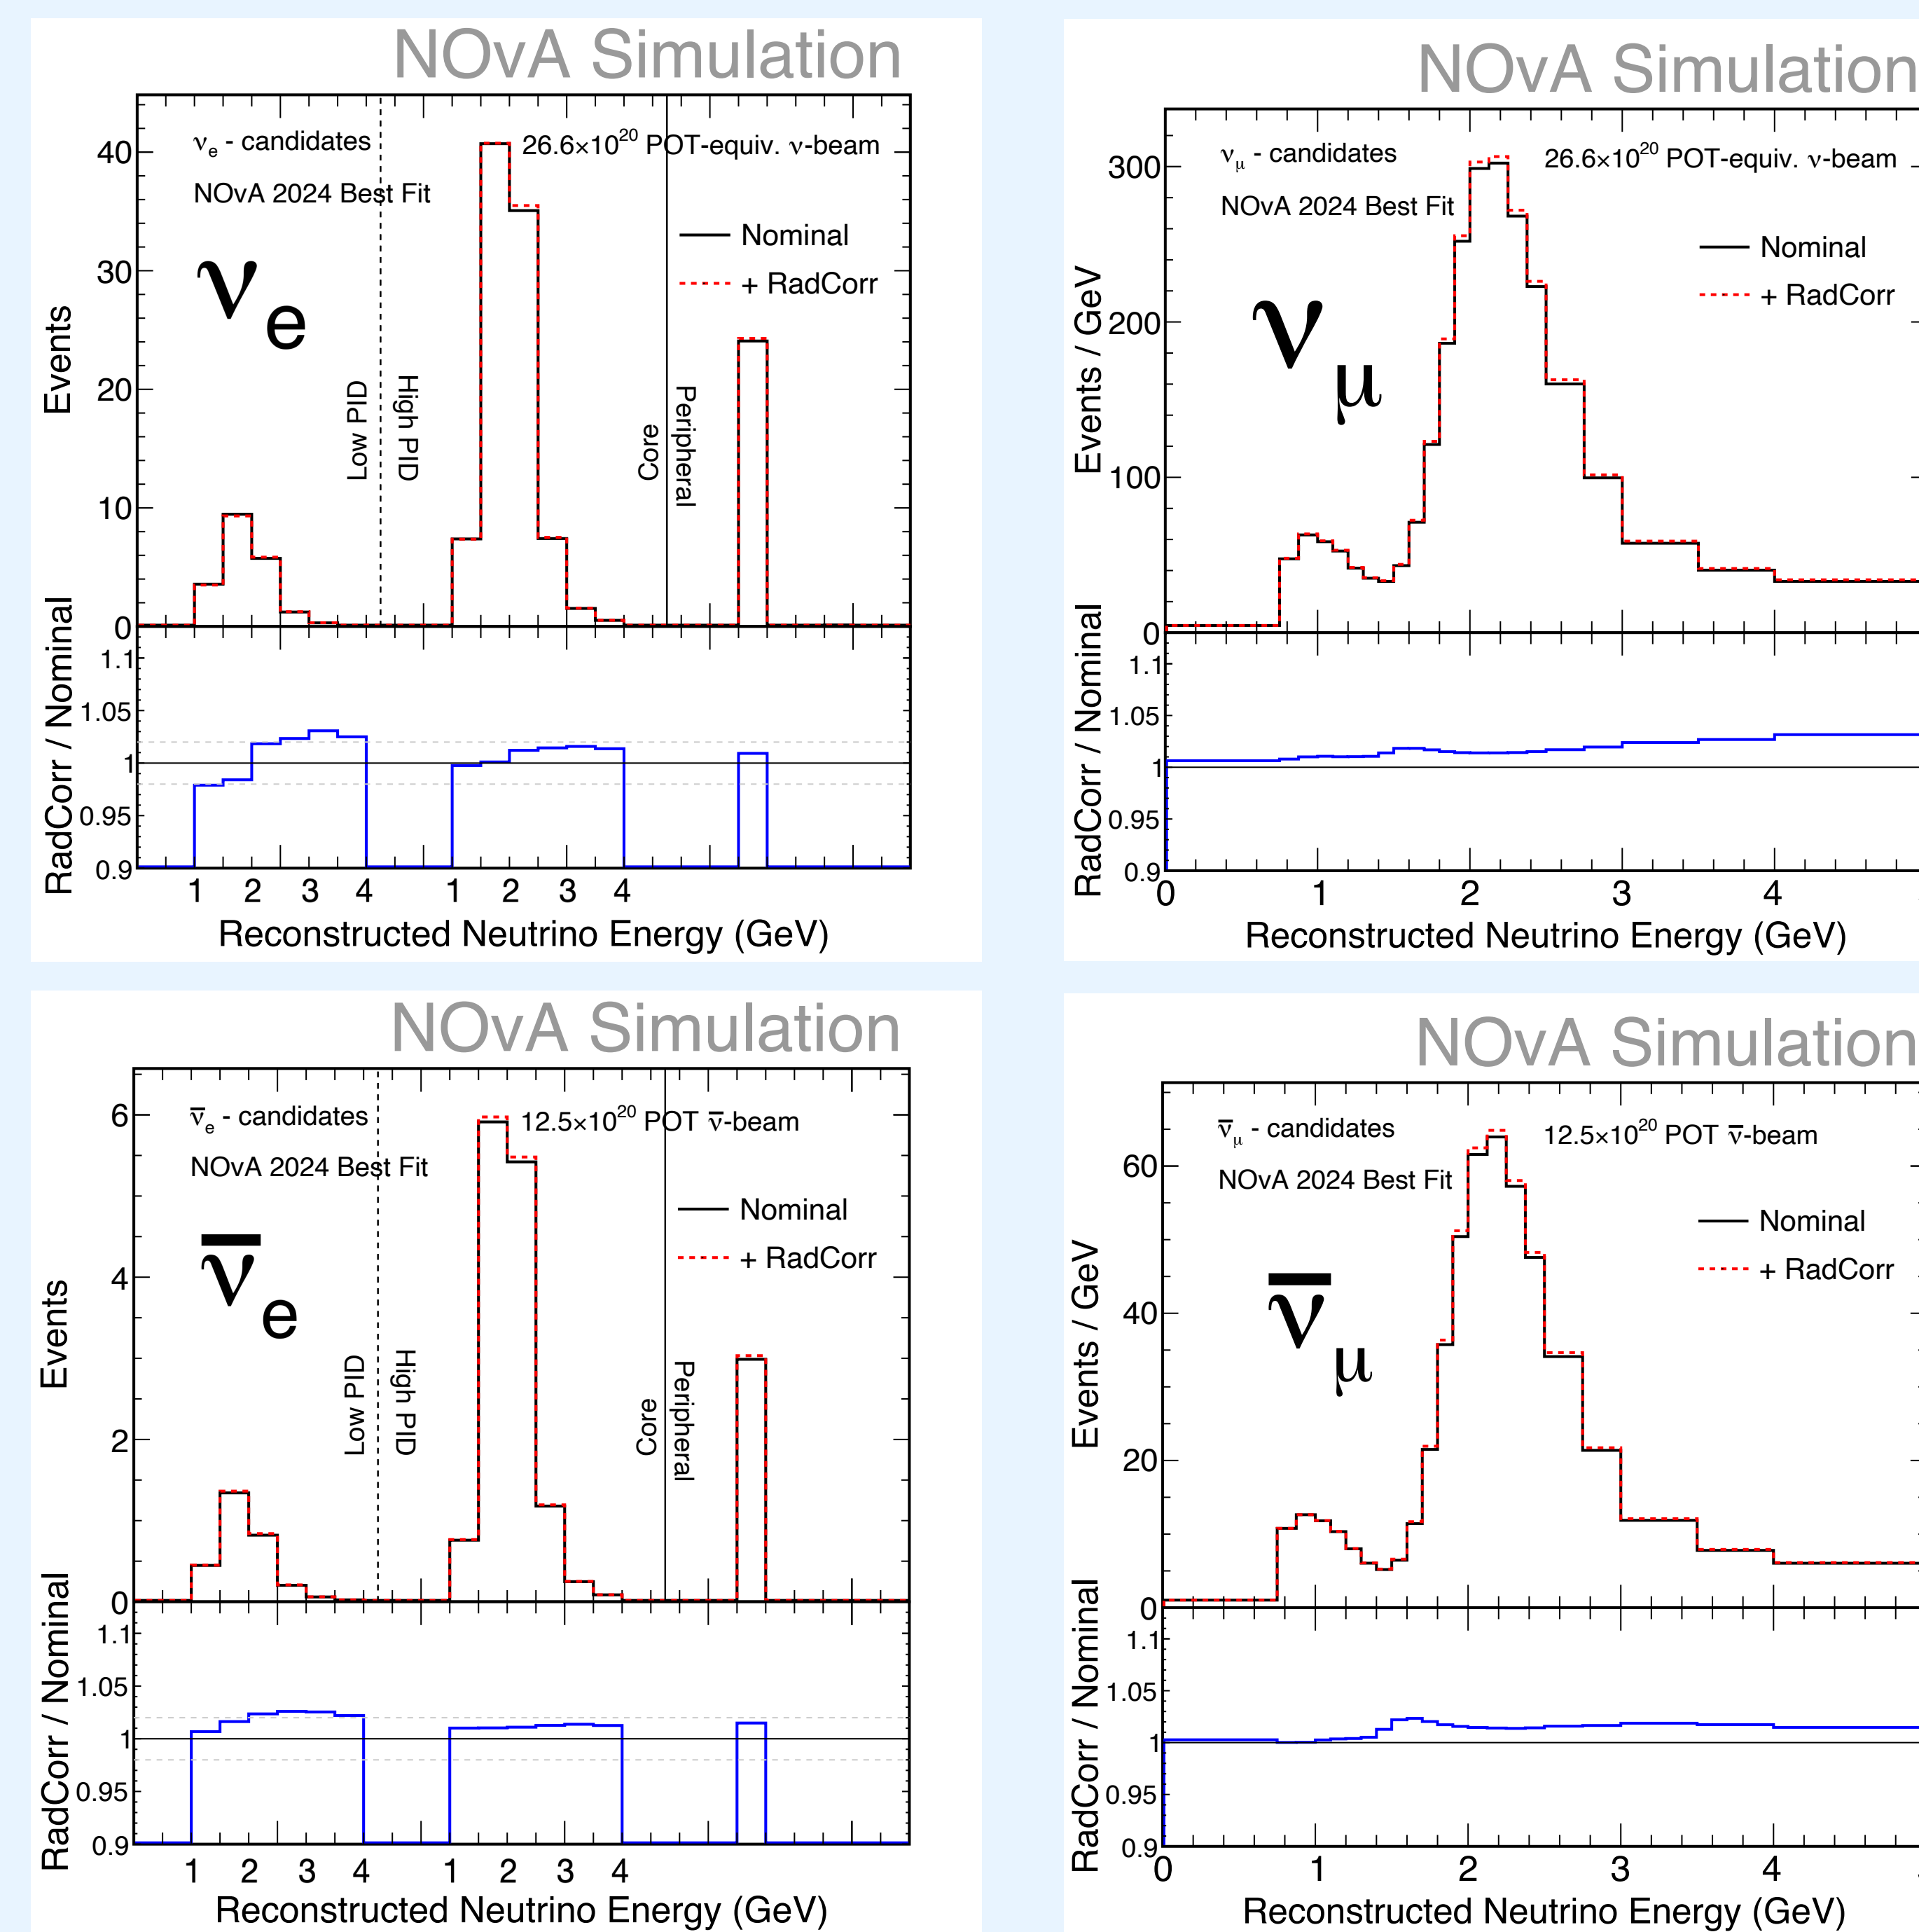 NOvA Simulation
ν_e - candidates
26.6×10^20 POT-equiv. ν-beam
NOvA 2024 Best Fit
Nominal
+ RadCorr
ν_e
Low PID
High PID
Core
Peripheral
Events
40
30
20
10
0
RadCorr / Nominal
1.1
1.05
1
0.95
0.9
1 2 3 4 1 2 3 4
Reconstructed Neutrino Energy (GeV)
NOvA Simulation
ν_μ - candidates
26.6×10^20 POT-equiv. ν-beam
NOvA 2024 Best Fit
Nominal
+ RadCorr
ν_μ
Events / GeV
300
200
100
0
RadCorr / Nominal
1.1
1.05
1
0.95
0.9
0 1 2 3 4
Reconstructed Neutrino Energy (GeV)
NOvA Simulation
ν̅_e - candidates
12.5×10^20 POT ν̅-beam
NOvA 2024 Best Fit
Nominal
+ RadCorr
ν̅_e
Low PID
High PID
Core
Peripheral
Events
6
4
2
0
RadCorr / Nominal
1.1
1.05
1
0.95
0.9
1 2 3 4 1 2 3 4
Reconstructed Neutrino Energy (GeV)
NOvA Simulation
ν̅_μ - candidates
12.5×10^20 POT ν̅-beam
NOvA 2024 Best Fit
Nominal
+ RadCorr
ν̅_μ
Events / GeV
60
40
20
0
RadCorr / Nominal
1.1
1.05
1
0.95
0.9
0 1 2 3 4
Reconstructed Neutrino Energy (GeV)